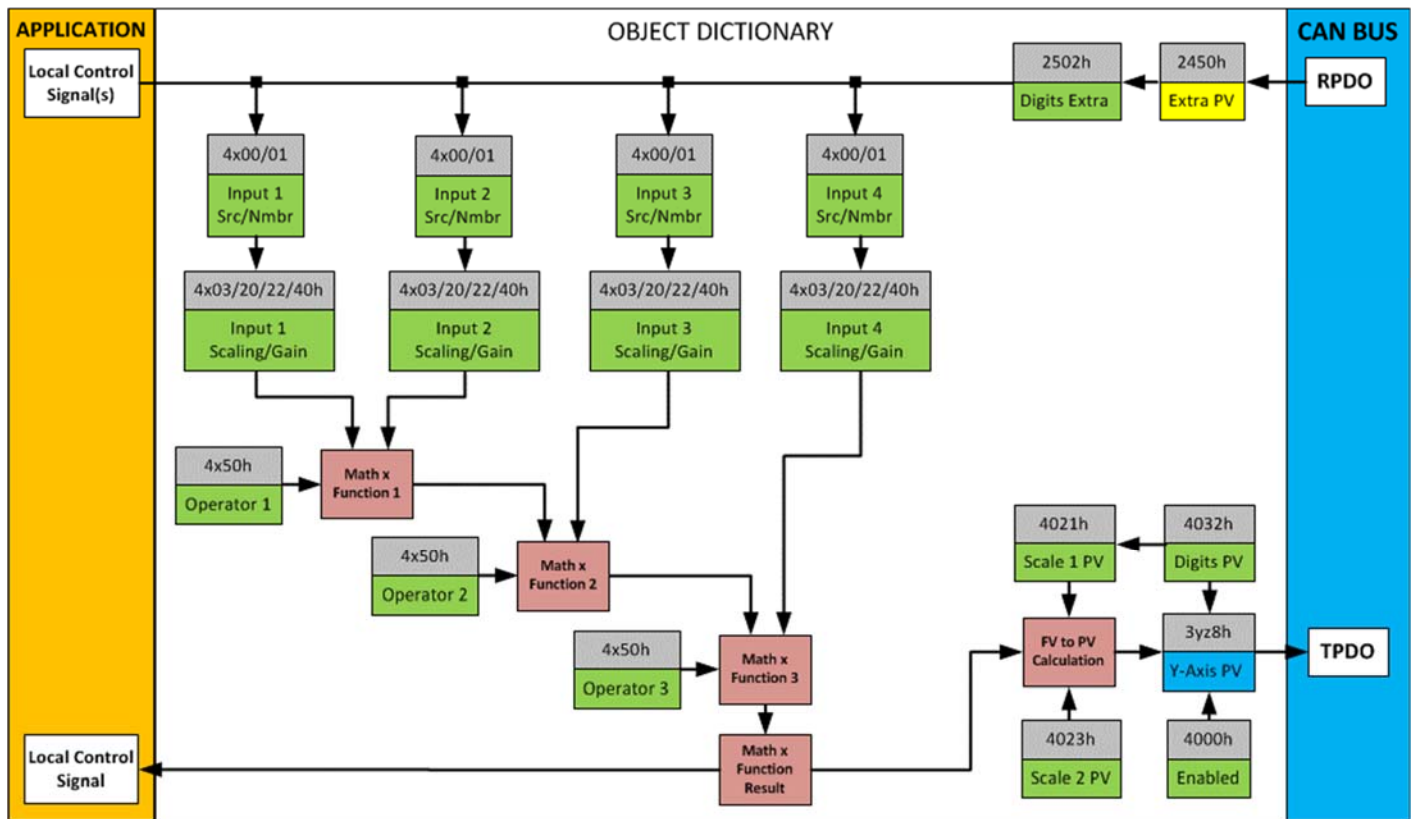 APPLICATION
OBJECT DICTIONARY
CAN BUS
Local Control
Signal(s)
2502h
Digits Extra
2450h
Extra PV
RPDO
4x00/01
Input 1
Src/Nmbr
4x00/01
Input 2
Src/Nmbr
4x00/01
Input 3
Src/Nmbr
4x00/01
Input 4
Src/Nmbr
4x03/20/22/40h
Input 1
Scaling/Gain
4x03/20/22/40h
Input 2
Scaling/Gain
4x03/20/22/40h
Input 3
Scaling/Gain
4x03/20/22/40h
Input 4
Scaling/Gain
4x50h
Operator 1
Math x
Function 1
4x50h
Operator 2
Math x
Function 2
4x50h
Operator 3
Math x
Function 3
4021h
Scale 1 PV
4032h
Digits PV
FV to PV
Calculation
3yz8h
Y-Axis PV
TPDO
4023h
Scale 2 PV
4000h
Enabled
Local Control
Signal
Math x
Function
Result